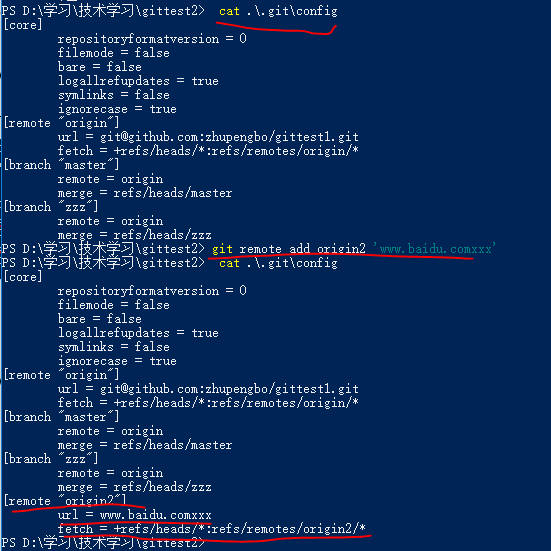 PS D:\学习\技术学习\gittest2> cat .\.git\config
[core]
repositoryformatversion = 0
filemode = false
bare = false
logallrefupdates = true
symlinks = false
ignorecase = true
[remote "origin"]
url = git@github.com:zhupengbo/gittest1.git
fetch = +refs/heads/*:refs/remotes/origin/*
[branch "master"]
remote = origin
merge = refs/heads/master
[branch "zzz"]
remote = origin
merge = refs/heads/zzz
PS D:\学习\技术学习\gittest2> git remote add origin2 'www.baidu.comxxx'
PS D:\学习\技术学习\gittest2> cat .\.git\config
[core]
repositoryformatversion = 0
filemode = false
bare = false
logallrefupdates = true
symlinks = false
ignorecase = true
[remote "origin"]
url = git@github.com:zhupengbo/gittest1.git
fetch = +refs/heads/*:refs/remotes/origin/*
[branch "master"]
remote = origin
merge = refs/heads/master
[branch "zzz"]
remote = origin
merge = refs/heads/zzz
[remote "origin2"]
url = www.baidu.comxxx
fetch = +refs/heads/*:refs/remotes/origin2/*
PS D:\学习\技术学习\gittest2>